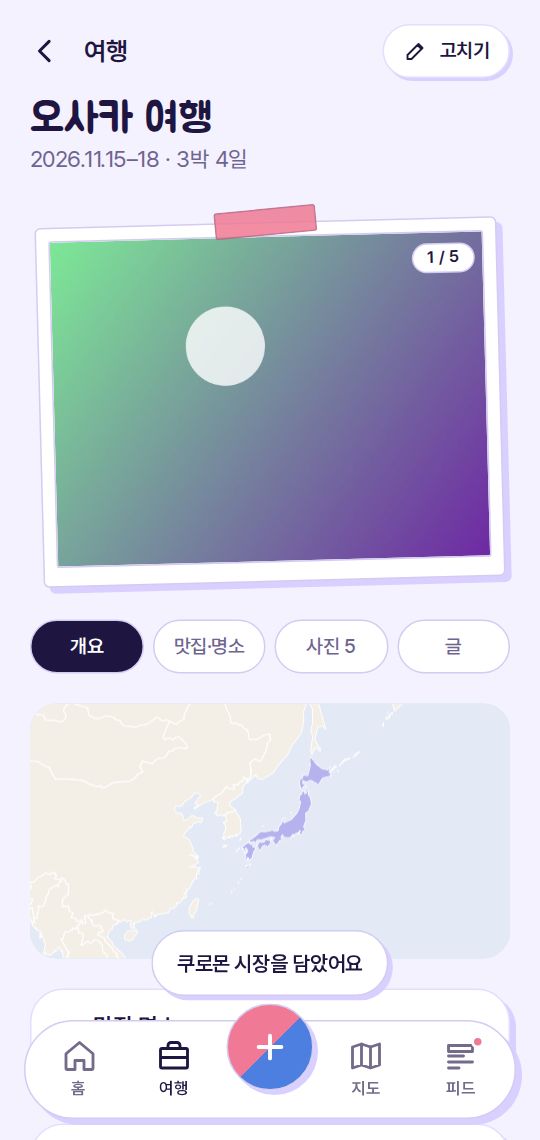 여행
고치기
오사카 여행
2026.11.15–18 · 3박 4일
1 / 5
개요
맛집·명소
사진 5
글
쿠로몬 시장을 담았어요
홈
여행
지도
피드